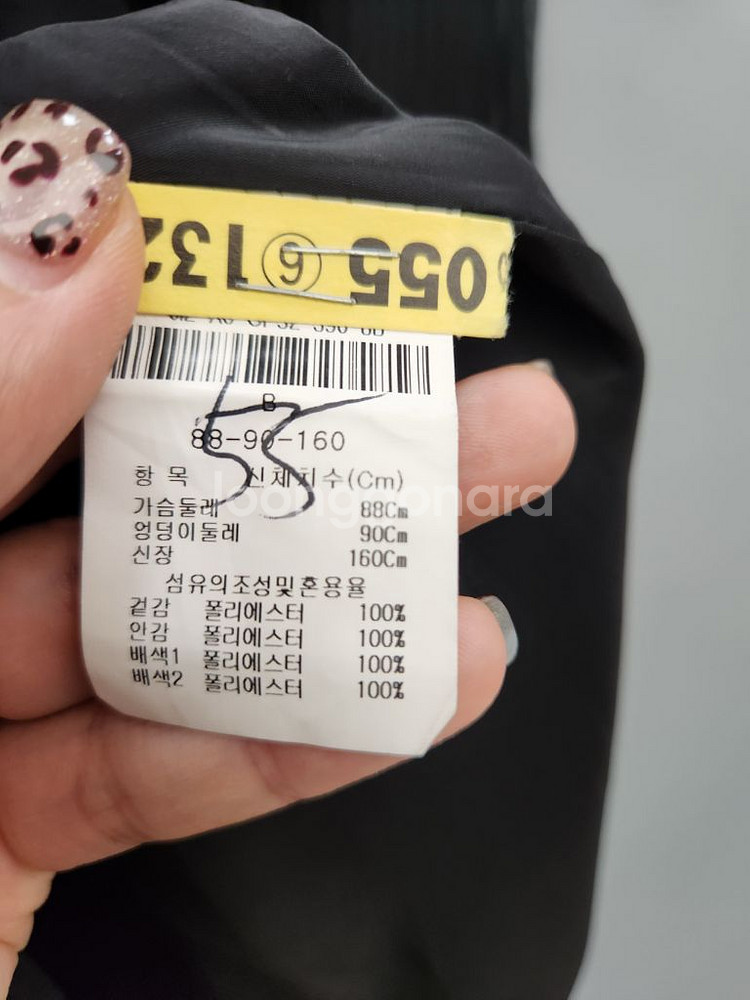 055 ⑨ 13
B
55
88-90-160
항 목 신체치수(Cm)
가슴둘레 88Cm
엉덩이둘레 90Cm
신장 160Cm
섬유의조성및혼용율
겉감 폴리에스터 100%
안감 폴리에스터 100%
배색1 폴리에스터 100%
배색2 폴리에스터 100%
joonggonara